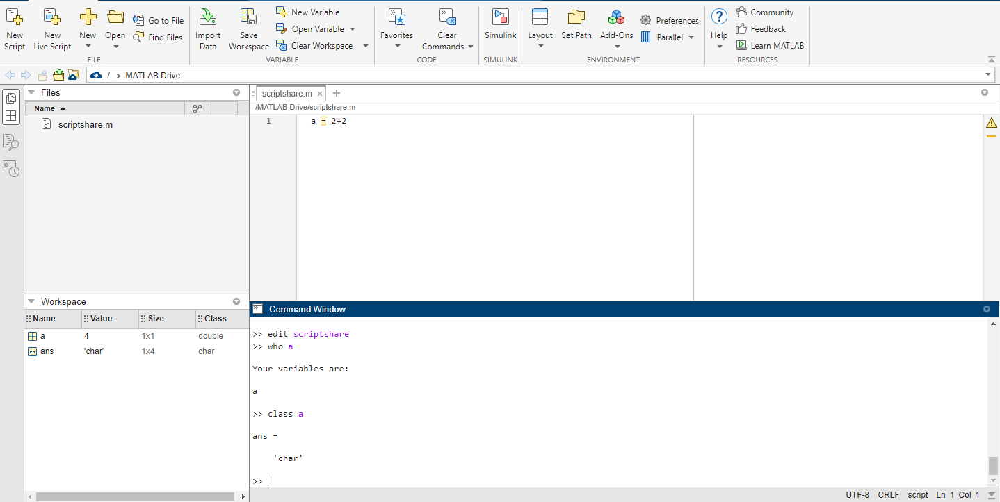 New Script
New Live Script
New
Open
Go to File
Find Files
FILE
Import Data
Save Workspace
New Variable
Open Variable
Clear Workspace
VARIABLE
Favorites
Clear Commands
CODE
Simulink
SIMULINK
Layout
Set Path
Add-Ons
Preferences
Parallel
ENVIRONMENT
? Help
Community
Feedback
Learn MATLAB
RESOURCES
/ > MATLAB Drive
Files
Name
scriptshare.m
scriptshare.m × +
/MATLAB Drive/scriptshare.m
1 a = 2+2
Workspace
Name Value Size Class
a 4 1x1 double
ch ans 'char' 1x4 char
Command Window
>> edit scriptshare
>> who a
Your variables are:
a
>> class a
ans =
'char'
>>
UTF-8 CRLF script Ln 1 Col 1